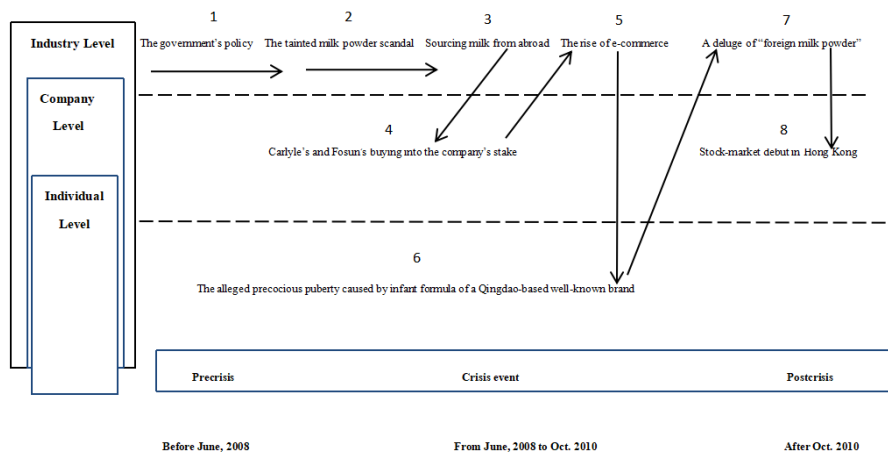 1
2
3
5
7
Industry Level
The government's policy
The tainted milk powder scandal
Sourcing milk from abroad
The rise of e-commerce
A deluge of “foreign milk powder”
Company
Level
4
8
Carlyle's and Fosun's buying into the company's stake
Stock-market debut in Hong Kong
Individual
Level
6
The alleged precocious puberty caused by infant formula of a Qingdao-based well-known brand
Precrisis
Crisis event
Postcrisis
Before June, 2008
From June, 2008 to Oct. 2010
After Oct. 2010